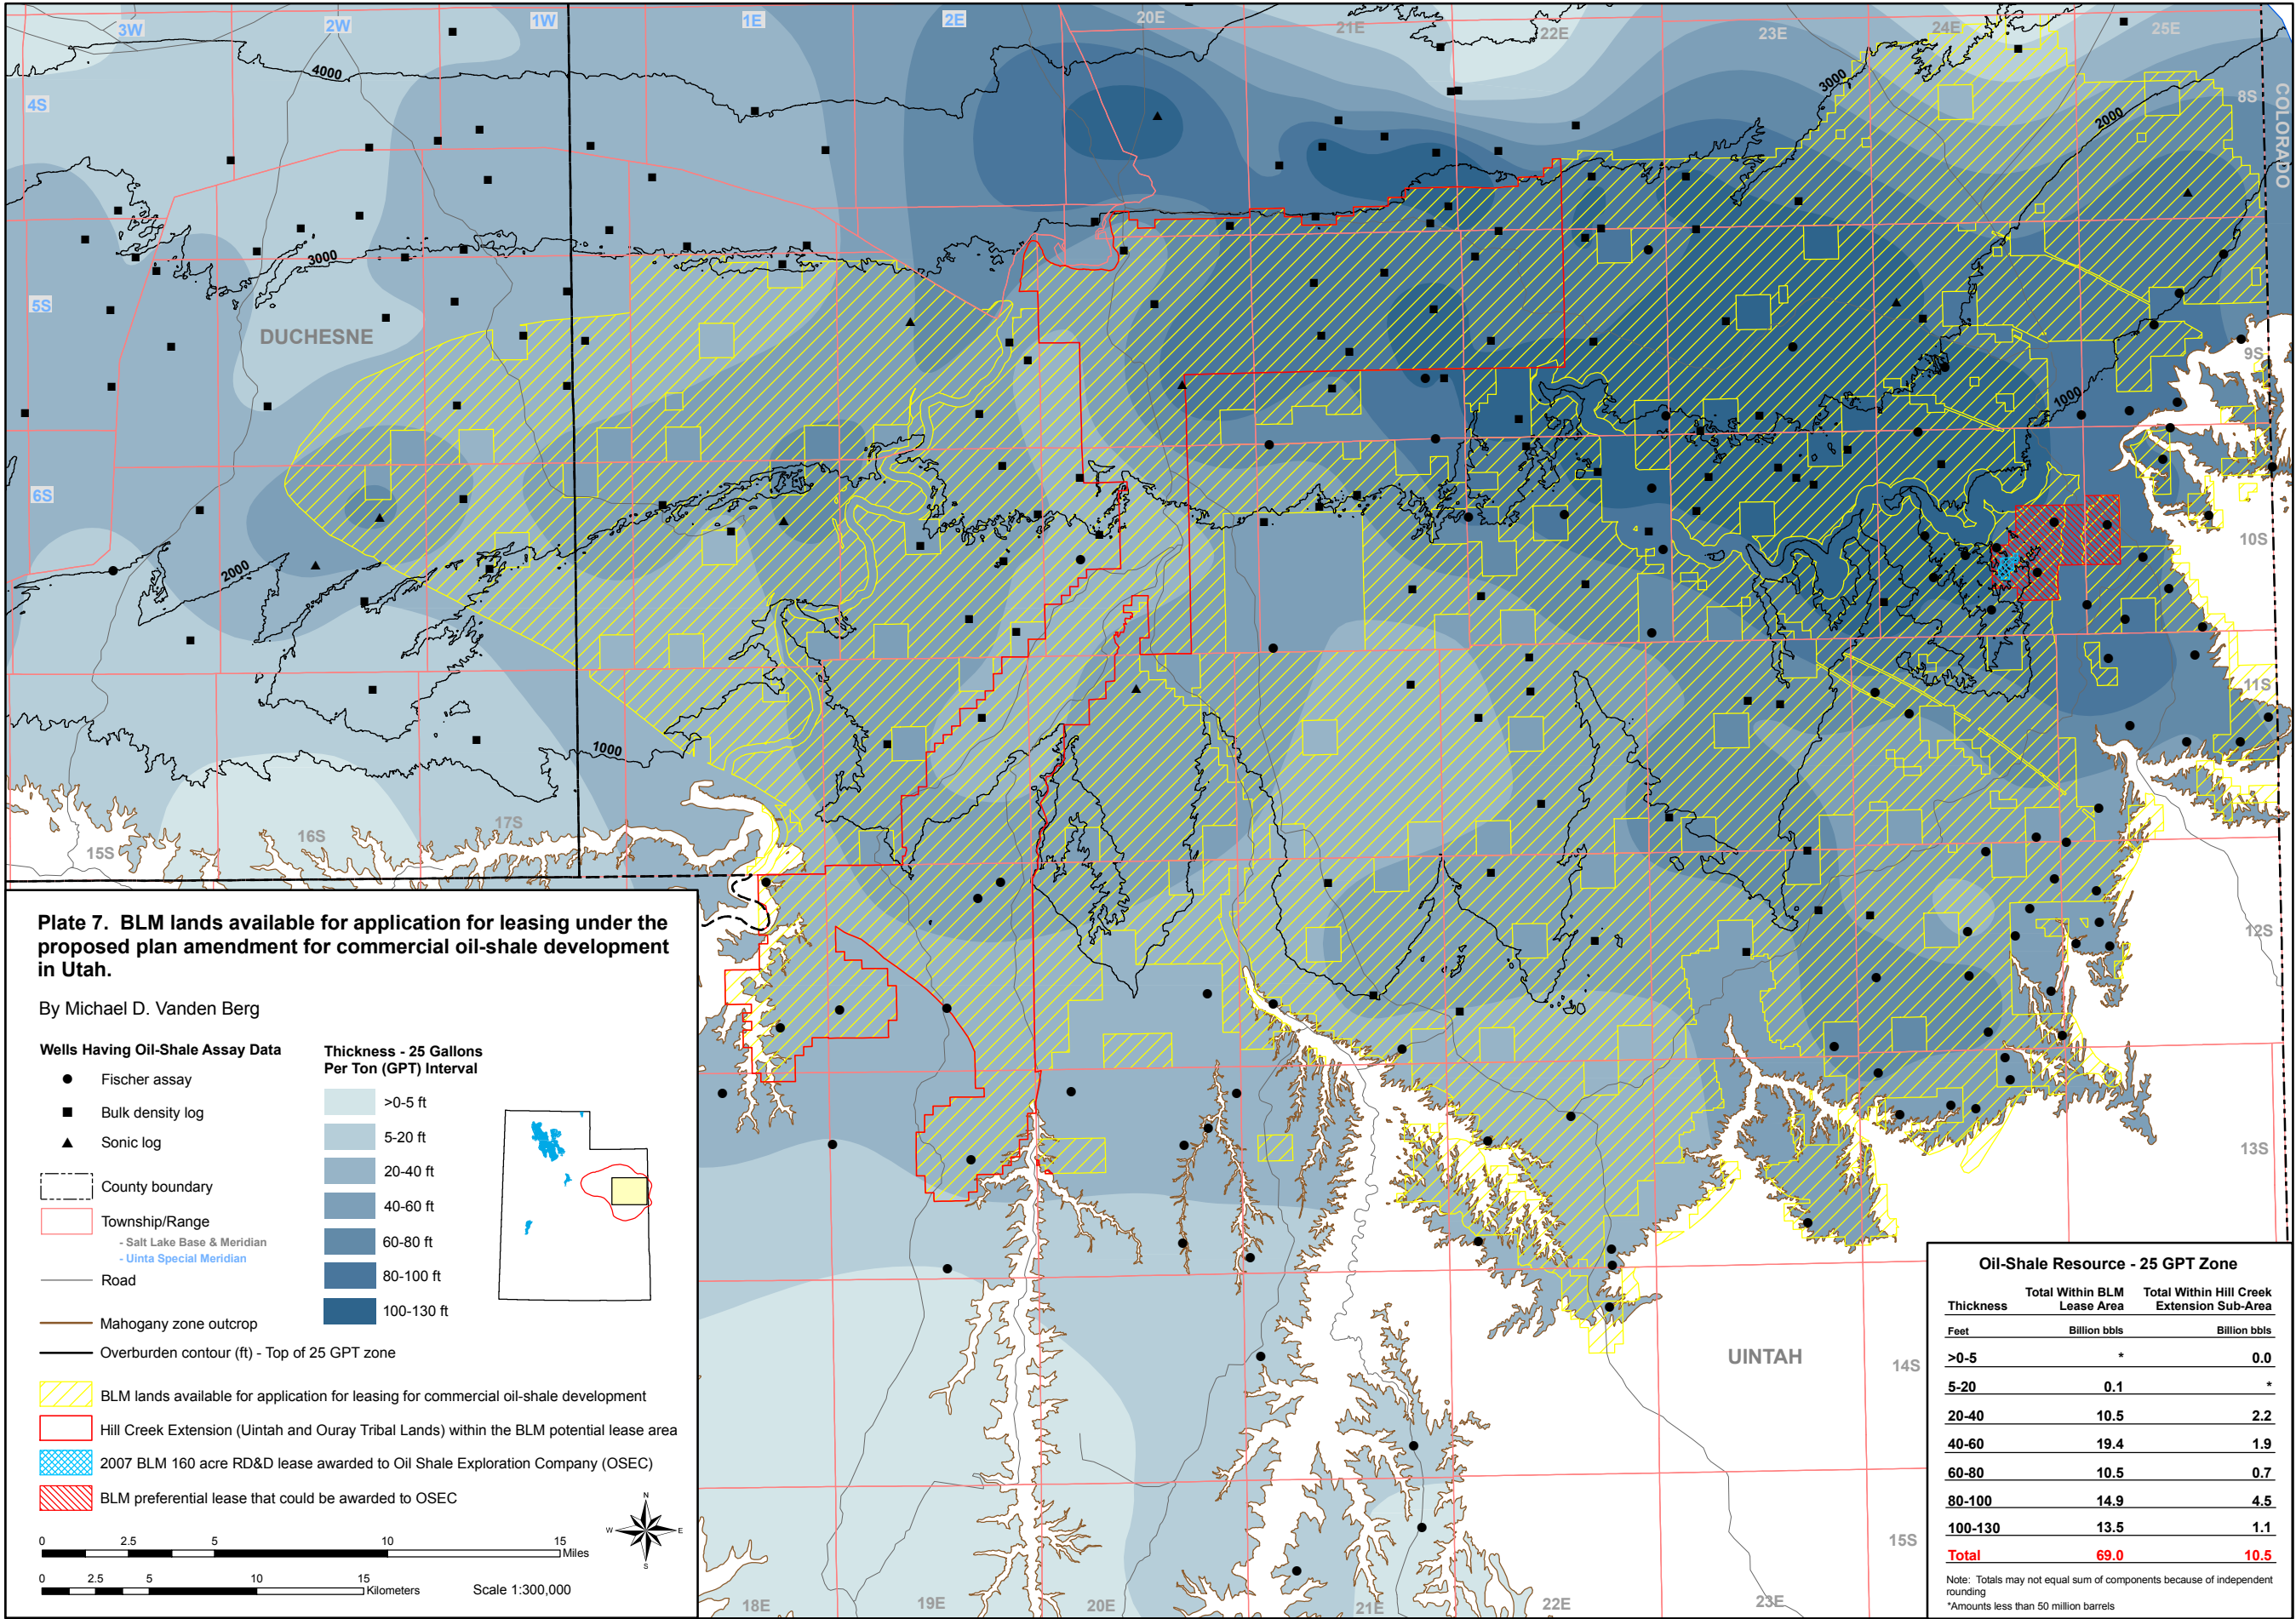 3W
2W
1W
1E
2E
20E
21E
22E
23E
24E
25E
4000
3000
4S
8S
2000
COLORADO
3000
5S
DUCHESNE
9S
1000
6S
10S
2000
11S
1000
17S
16S
15S
12S
13S
UINTAH
14S
15S
18E
19E
20E
21E
22E
23E
Plate 7. BLM lands available for application for leasing under the
proposed plan amendment for commercial oil-shale development
in Utah.
By Michael D. Vanden Berg
Wells Having Oil-Shale Assay Data
Fischer assay
Bulk density log
Sonic log
County boundary
Township/Range
- Salt Lake Base & Meridian
- Uinta Special Meridian
Road
Mahogany zone outcrop
Overburden contour (ft) - Top of 25 GPT zone
Thickness - 25 Gallons
Per Ton (GPT) Interval
>0-5 ft
5-20 ft
20-40 ft
40-60 ft
60-80 ft
80-100 ft
100-130 ft
BLM lands available for application for leasing for commercial oil-shale development
Hill Creek Extension (Uintah and Ouray Tribal Lands) within the BLM potential lease area
2007 BLM 160 acre RD&D lease awarded to Oil Shale Exploration Company (OSEC)
BLM preferential lease that could be awarded to OSEC
0 2.5 5 10 15
Miles
0 2.5 5 10 15
Kilometers
Scale 1:300,000
N
W E
S
Oil-Shale Resource - 25 GPT Zone
Thickness Total Within BLM Lease Area Total Within Hill Creek Extension Sub-Area
Feet Billion bbls Billion bbls
>0-5 * 0.0
5-20 0.1 *
20-40 10.5 2.2
40-60 19.4 1.9
60-80 10.5 0.7
80-100 14.9 4.5
100-130 13.5 1.1
Total 69.0 10.5
Note: Totals may not equal sum of components because of independent
rounding
*Amounts less than 50 million barrels